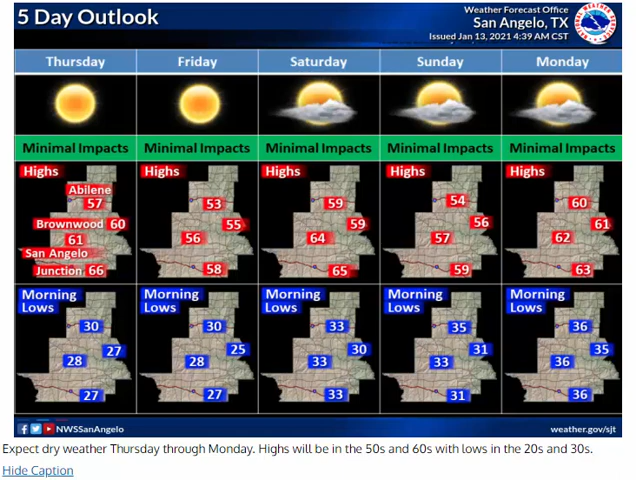 5 Day Outlook
Weather Forecast Office
San Angelo, TX
Issued Jan 13, 2021 4:39 AM CST
Thursday Friday Saturday Sunday Monday
Minimal Impacts Minimal Impacts Minimal Impacts Minimal Impacts Minimal Impacts
Highs Highs Highs Highs Highs
Abilene
57 53 59 54 60
Brownwood 60 55 59 56 61
61 56 64 57 62
San Angelo
Junction 66 58 65 59 63
Morning Lows Morning Lows Morning Lows Morning Lows Morning Lows
30 30 33 35 36
27 25 30 31 35
28 28 33 33 36
27 27 33 31 36
NWSSanAngelo weather.gov/sjt
Expect dry weather Thursday through Monday. Highs will be in the 50s and 60s with lows in the 20s and 30s.
Hide Caption